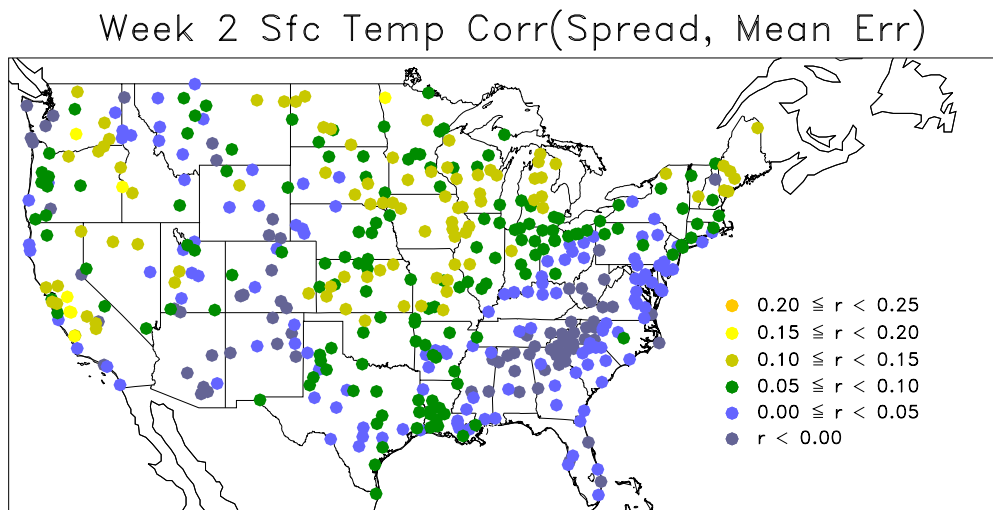 Week 2 Sfc Temp Corr(Spread, Mean Err)
0.20 ≦ r < 0.25
0.15 ≦ r < 0.20
0.10 ≦ r < 0.15
0.05 ≦ r < 0.10
0.00 ≦ r < 0.05
r < 0.00